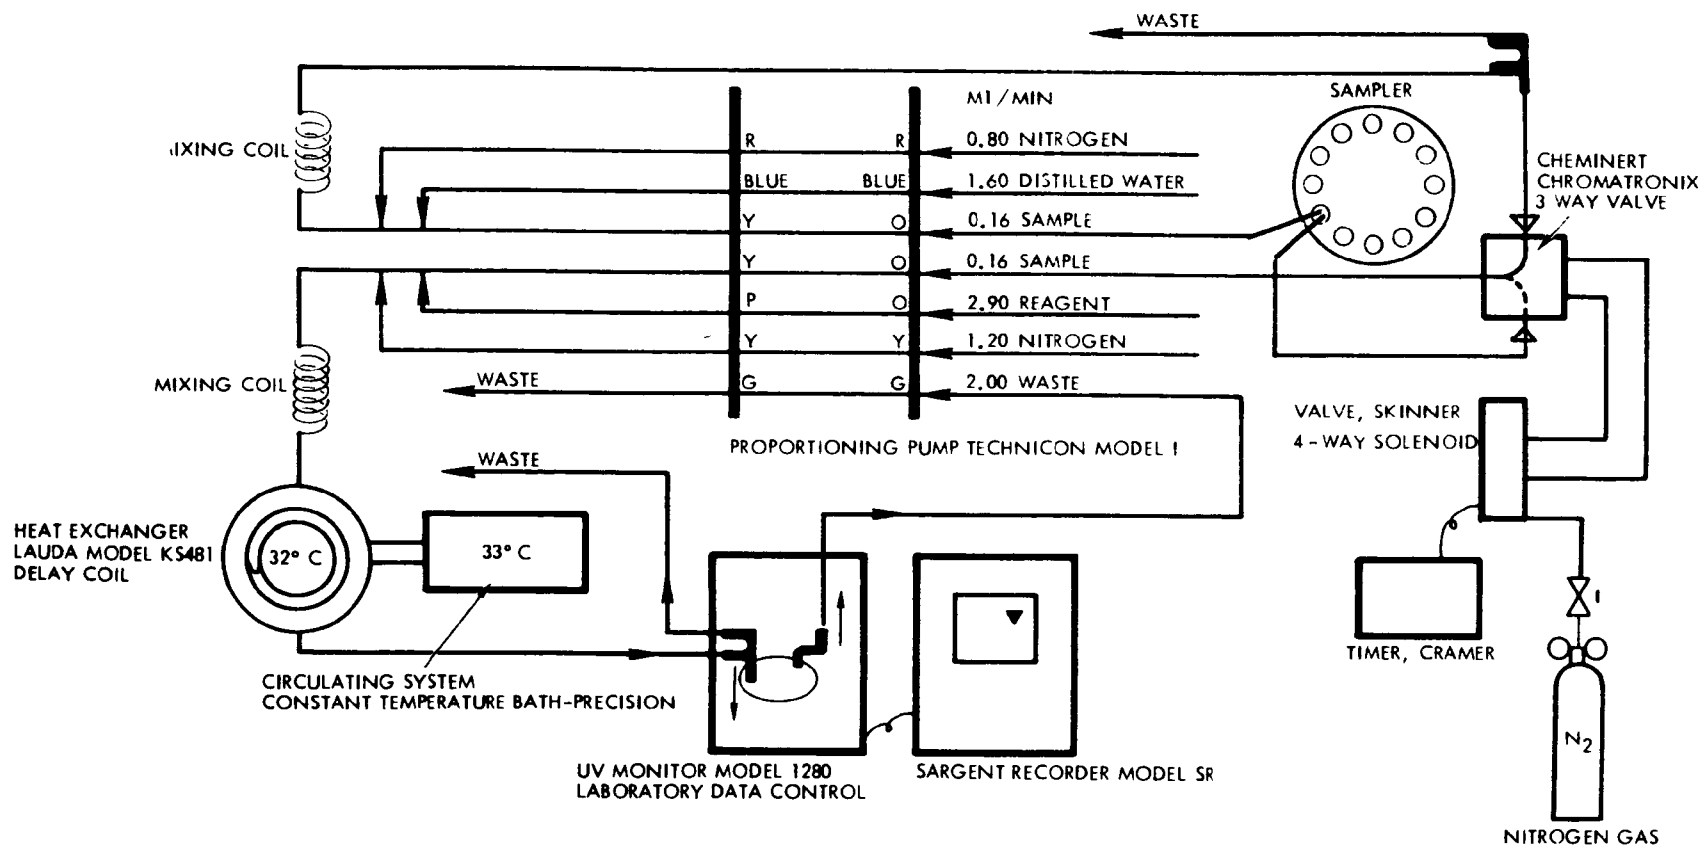 WASTE
SAMPLER
M1/MIN
R R 0.80 NITROGEN
BLUE BLUE 1.60 DISTILLED WATER
Y O 0.16 SAMPLE
Y O 0.16 SAMPLE
P O 2.90 REAGENT
Y Y 1.20 NITROGEN
G G 2.00 WASTE
WASTE
PROPORTIONING PUMP TECHNICON MODEL I
IXING COIL
MIXING COIL
CHEMINERT
CHROMATRONIX
3 WAY VALVE
VALVE, SKINNER
4-WAY SOLENOID
WASTE
HEAT EXCHANGER
LAUDA MODEL KS481
DELAY COIL
32° C
33° C
CIRCULATING SYSTEM
CONSTANT TEMPERATURE BATH-PRECISION
UV MONITOR MODEL 1280
LABORATORY DATA CONTROL
SARGENT RECORDER MODEL SR
TIMER, CRAMER
N2
NITROGEN GAS